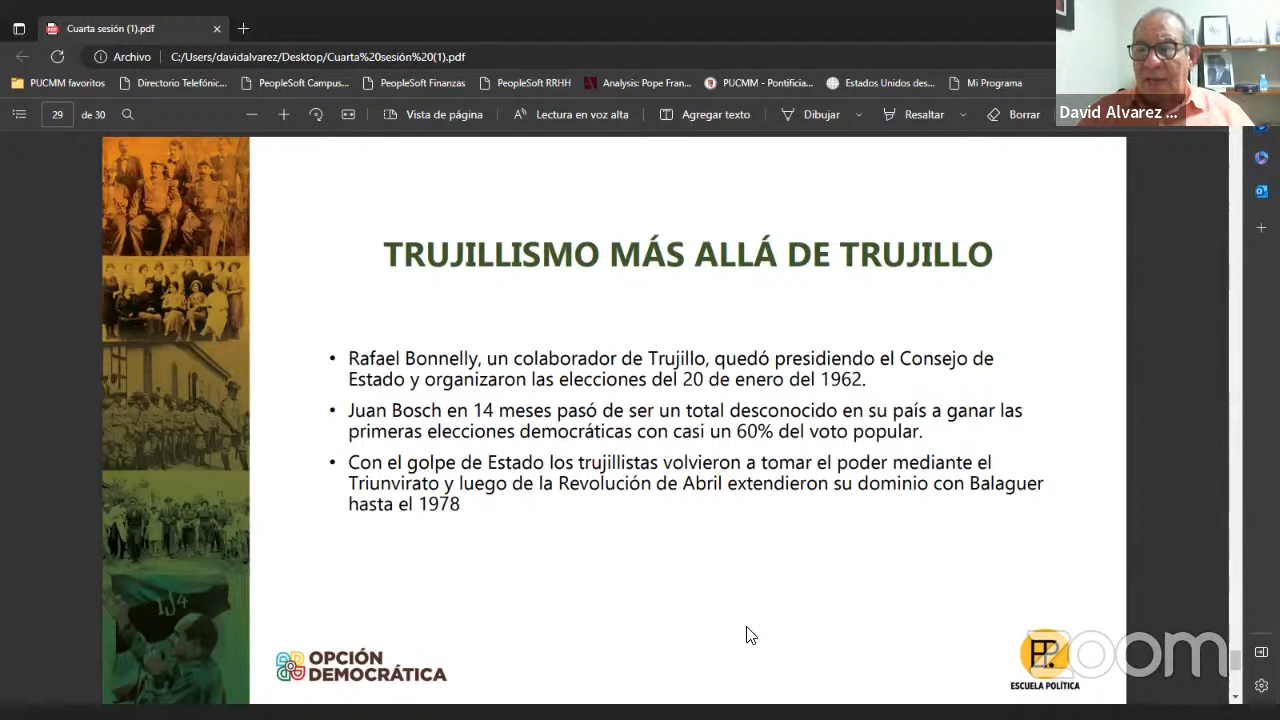 Cuarta sesión (1).pdf
Archivo C:/Users/davidalvarez/Desktop/Cuarta%20sesión%20(1).pdf
PUCMM favoritos Directorio Telefónic... PeopleSoft Campus... PeopleSoft Finanzas PeopleSoft RRHH Analysis: Pope Fran... PUCMM - Pontificia... Estados Unidos des... Mi Programa
29 de 30 Vista de página Lectura en voz alta Agregar texto Dibujar Resaltar Borrar
David Alvarez ...
TRUJILLISMO MÁS ALLÁ DE TRUJILLO
• Rafael Bonnelly, un colaborador de Trujillo, quedó presidiendo el Consejo de
Estado y organizaron las elecciones del 20 de enero del 1962.
• Juan Bosch en 14 meses pasó de ser un total desconocido en su país a ganar las
primeras elecciones democráticas con casi un 60% del voto popular.
• Con el golpe de Estado los trujillistas volvieron a tomar el poder mediante el
Triunvirato y luego de la Revolución de Abril extendieron su dominio con Balaguer
hasta el 1978
1J4
OPCIÓN
DEMOCRÁTICA
EP.
ESCUELA POLÍTICA
zoom